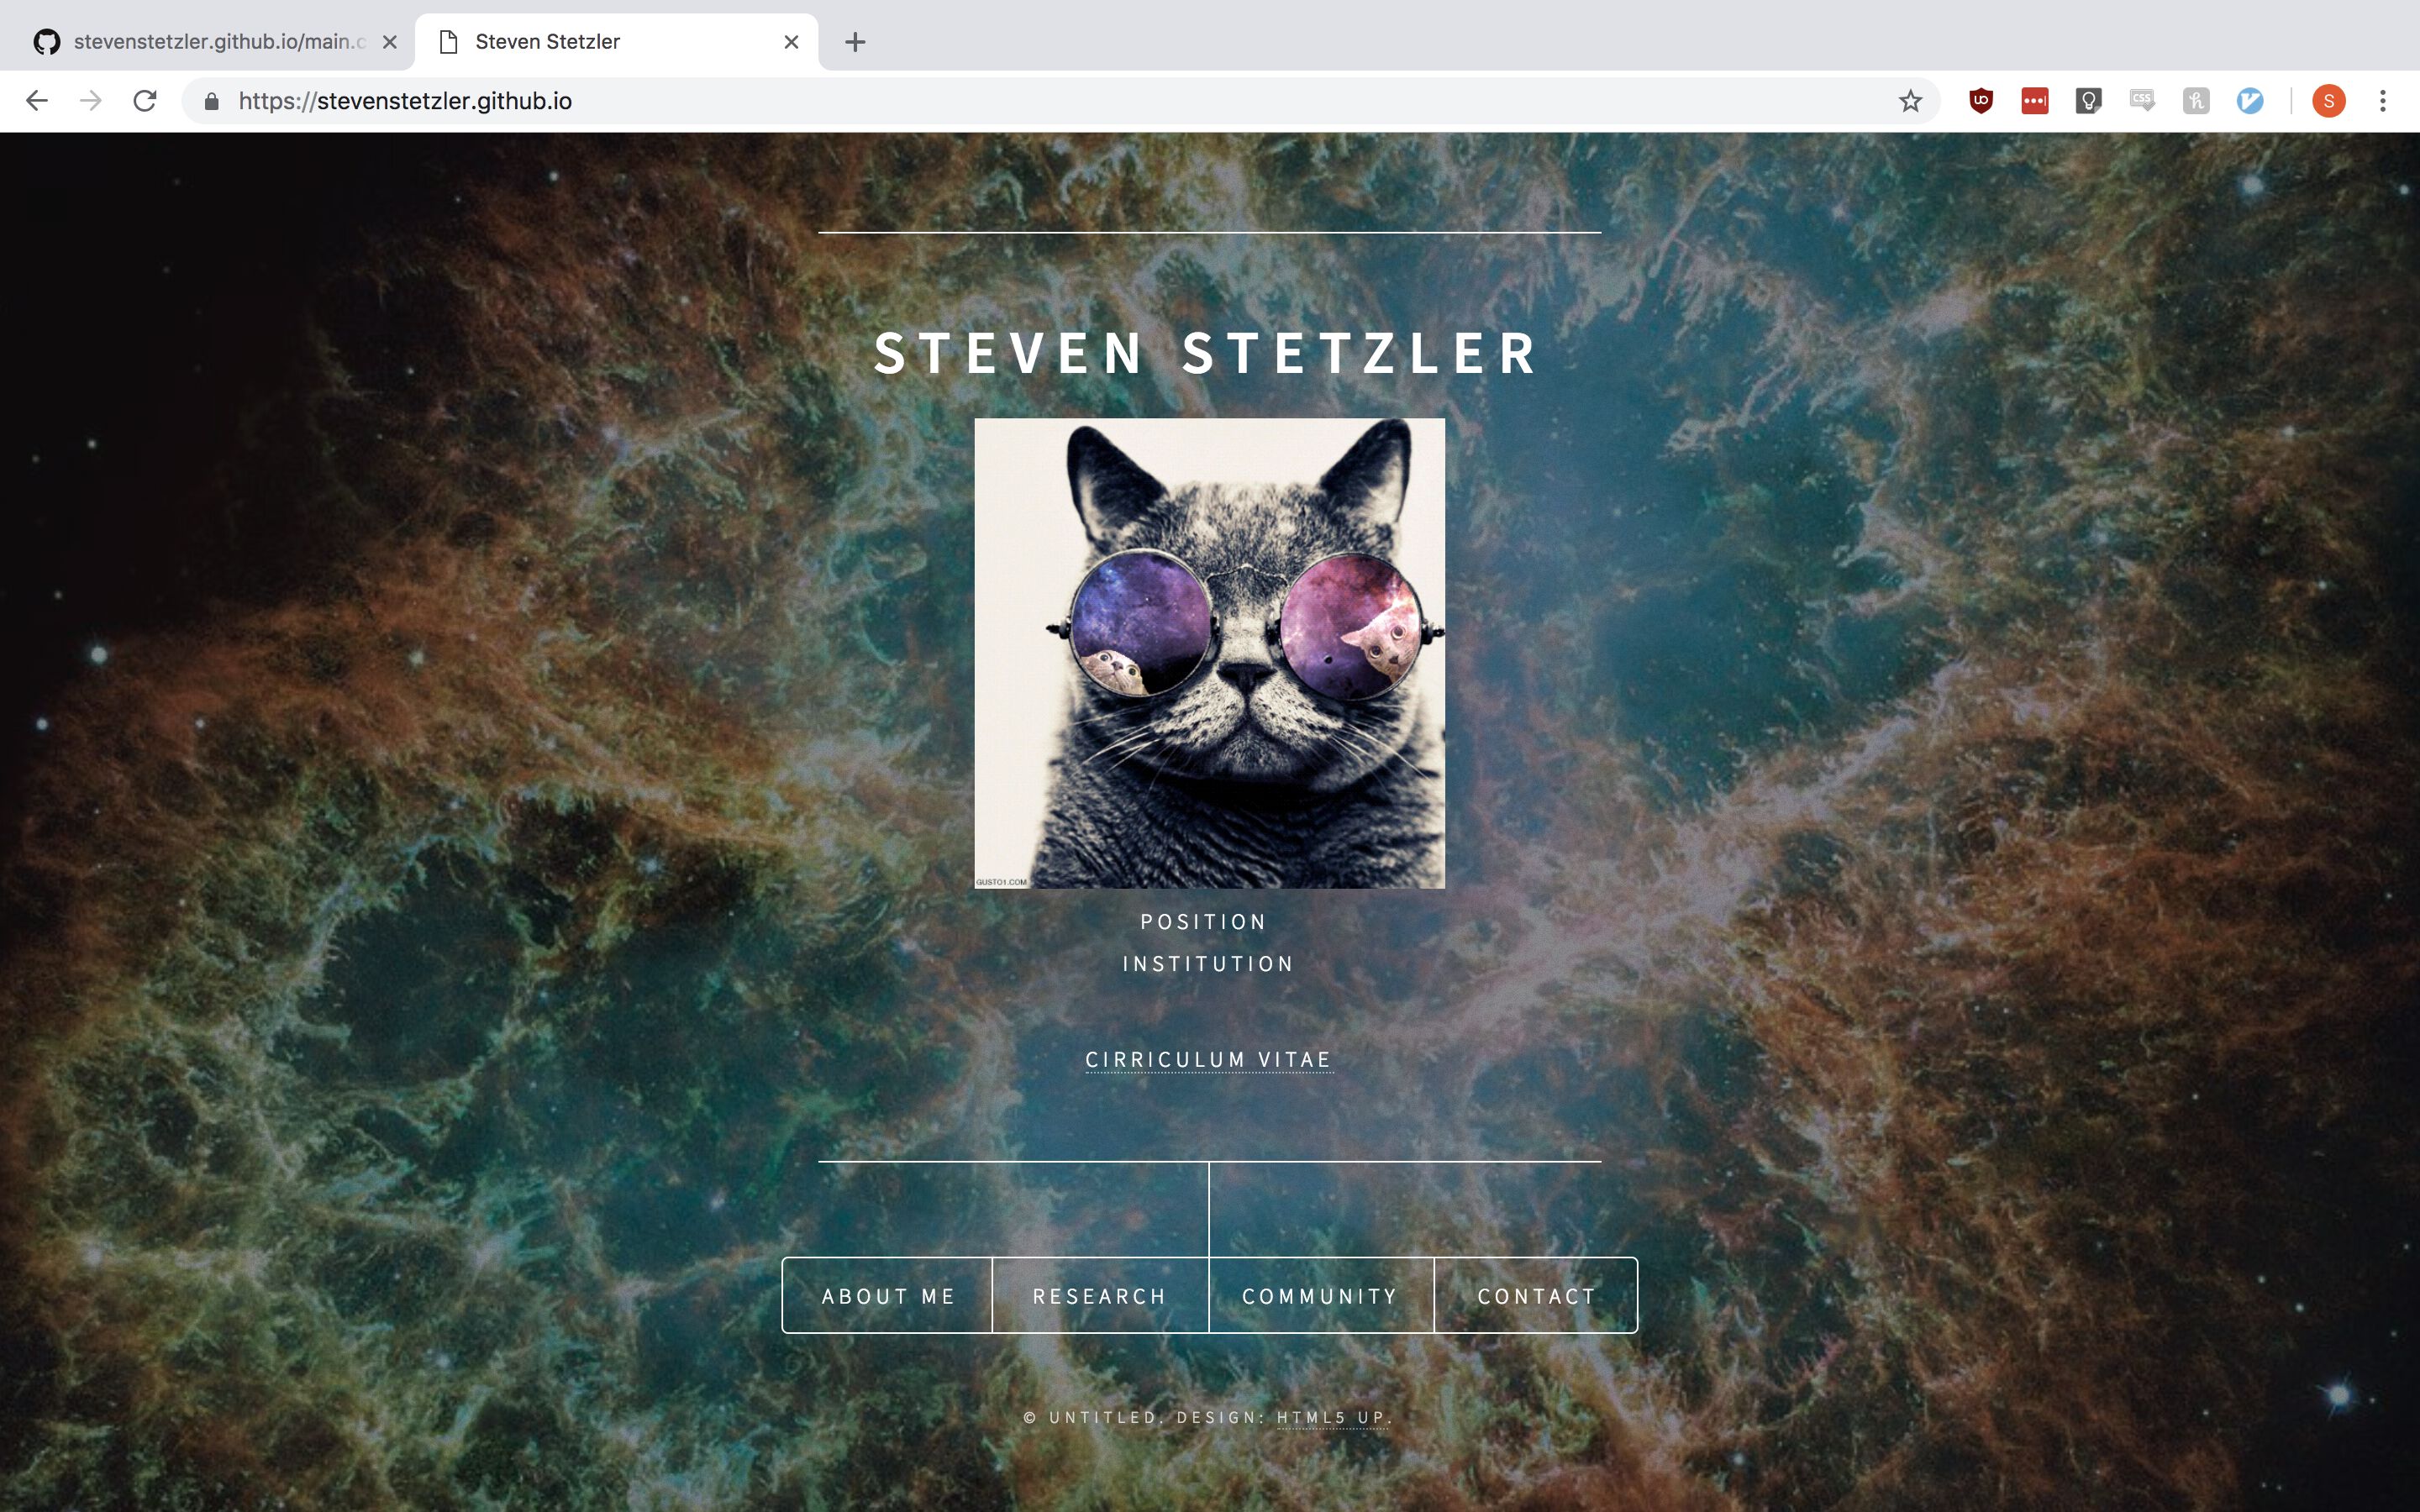 stevenstetzler.github.io/main.c
Steven Stetzler
https://stevenstetzler.github.io
CSS
S
STEVEN STETZLER
GUSTO1.COM
POSITION
INSTITUTION
CIRRICULUM VITAE
ABOUT ME
RESEARCH
COMMUNITY
CONTACT
© UNTITLED. DESIGN: HTML5 UP.